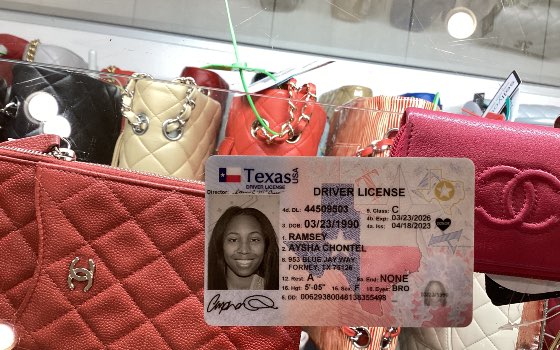 Texas USA
DRIVER LICENSE
Director:
DRIVER LICENSE
4d. DL: 44509503 9. Class: C
4b. Exp: 03/23/2026
3. DOB: 03/23/1990 4a. Iss: 04/18/2023
1. RAMSEY
2. AYSHA CHONTEL
8. 953 BLUE JAY WAY
FORNEY, TX 75126
12. Rest: A 9a. End: NONE
16. Hgt: 5'-05" 15. Sex: F 18. Eyes: BRO
5. DD: